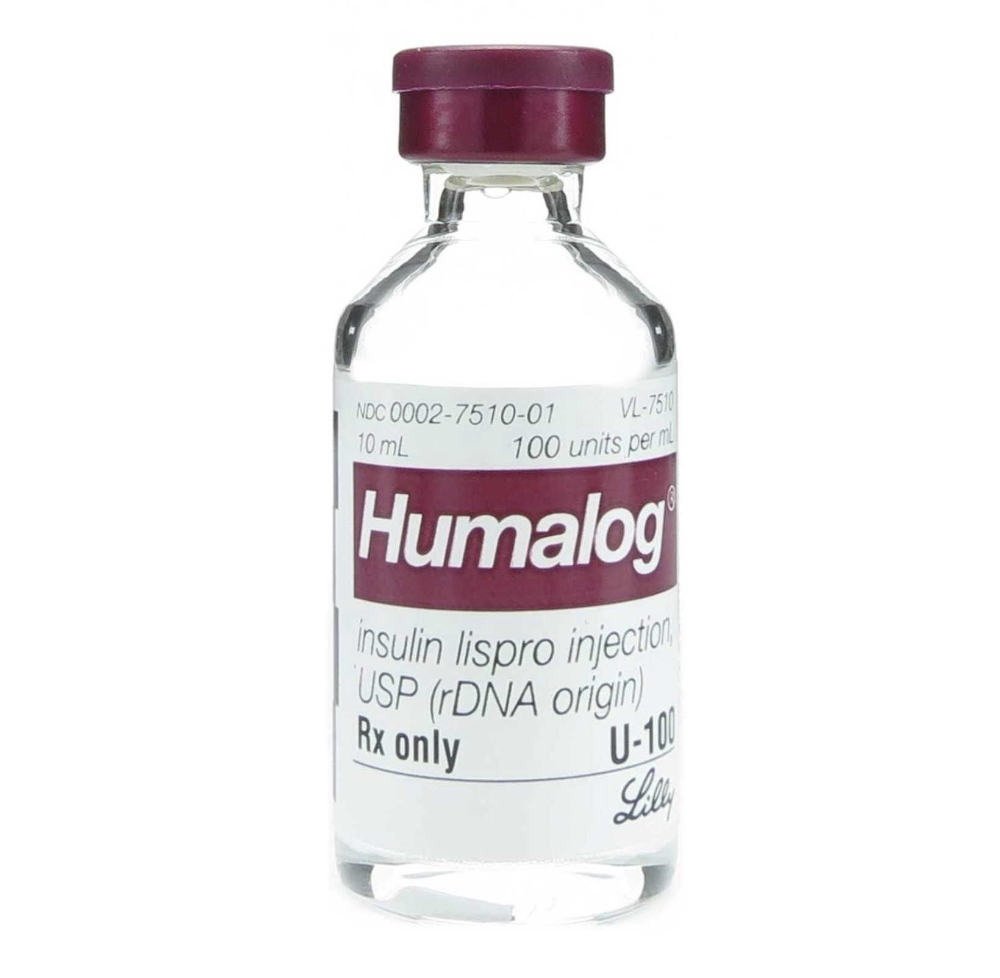 NDC 0002-7510-01 VL-7510
10 mL 100 units per mL
Humalog®
insulin lispro injection,
USP (rDNA origin)
Rx only U-100
Lilly